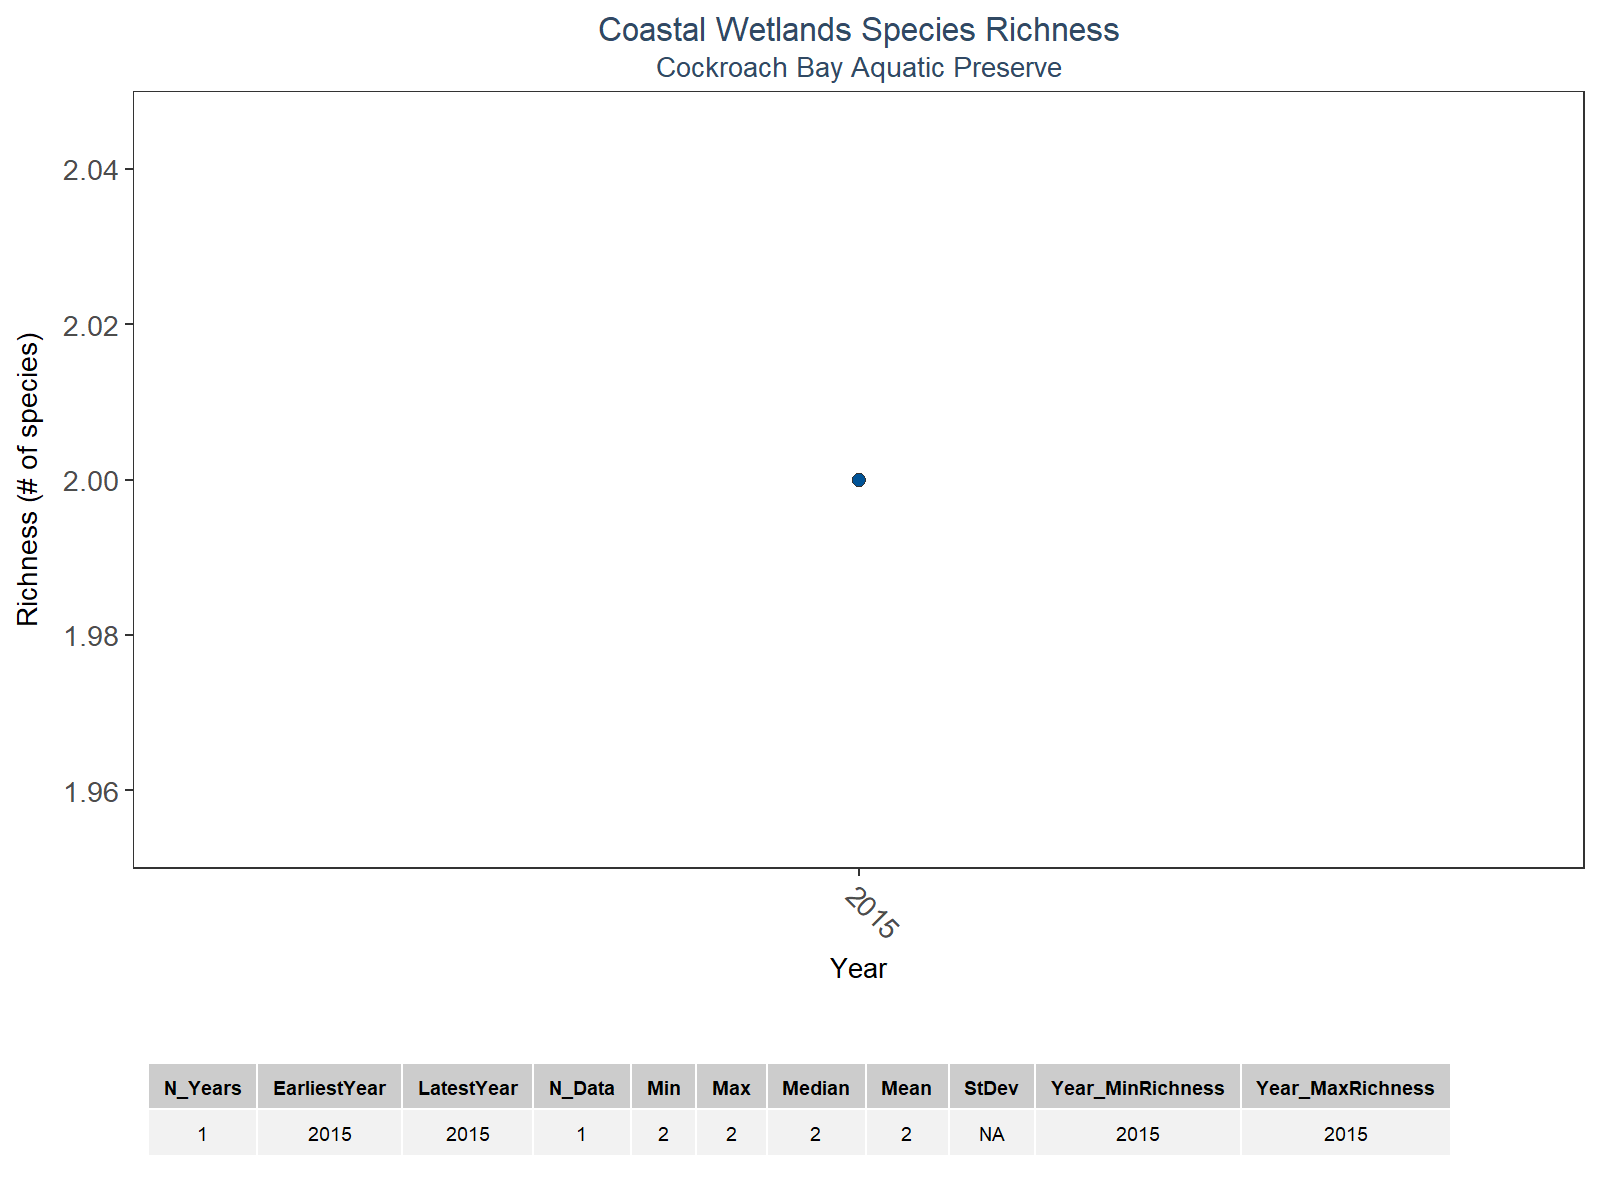 Coastal Wetlands Species Richness
Cockroach Bay Aquatic Preserve
Richness (# of species)
2.04
2.02
2.00
1.98
1.96
2015
Year
N_Years EarliestYear LatestYear N_Data Min Max Median Mean StDev Year_MinRichness Year_MaxRichness
1 2015 2015 1 2 2 2 2 NA 2015 2015